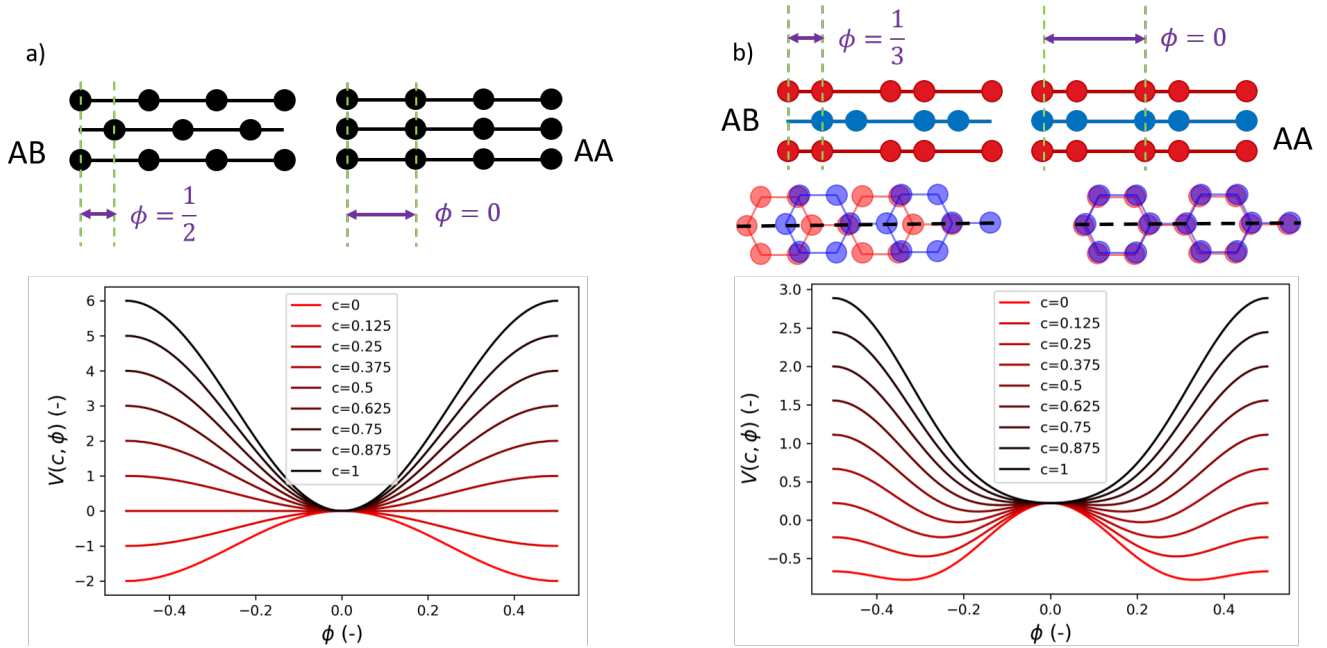 a)
AB
AA
ϕ = 1/2
ϕ = 0
V(c, ϕ) (-)
6
5
4
3
2
1
0
−1
−2
c=0
c=0.125
c=0.25
c=0.375
c=0.5
c=0.625
c=0.75
c=0.875
c=1
−0.4
−0.2
0.0
0.2
0.4
ϕ (-)
b)
ϕ = 1/3
ϕ = 0
AB
AA
V(c, ϕ) (-)
3.0
2.5
2.0
1.5
1.0
0.5
0.0
−0.5
c=0
c=0.125
c=0.25
c=0.375
c=0.5
c=0.625
c=0.75
c=0.875
c=1
−0.4
−0.2
0.0
0.2
0.4
ϕ (-)